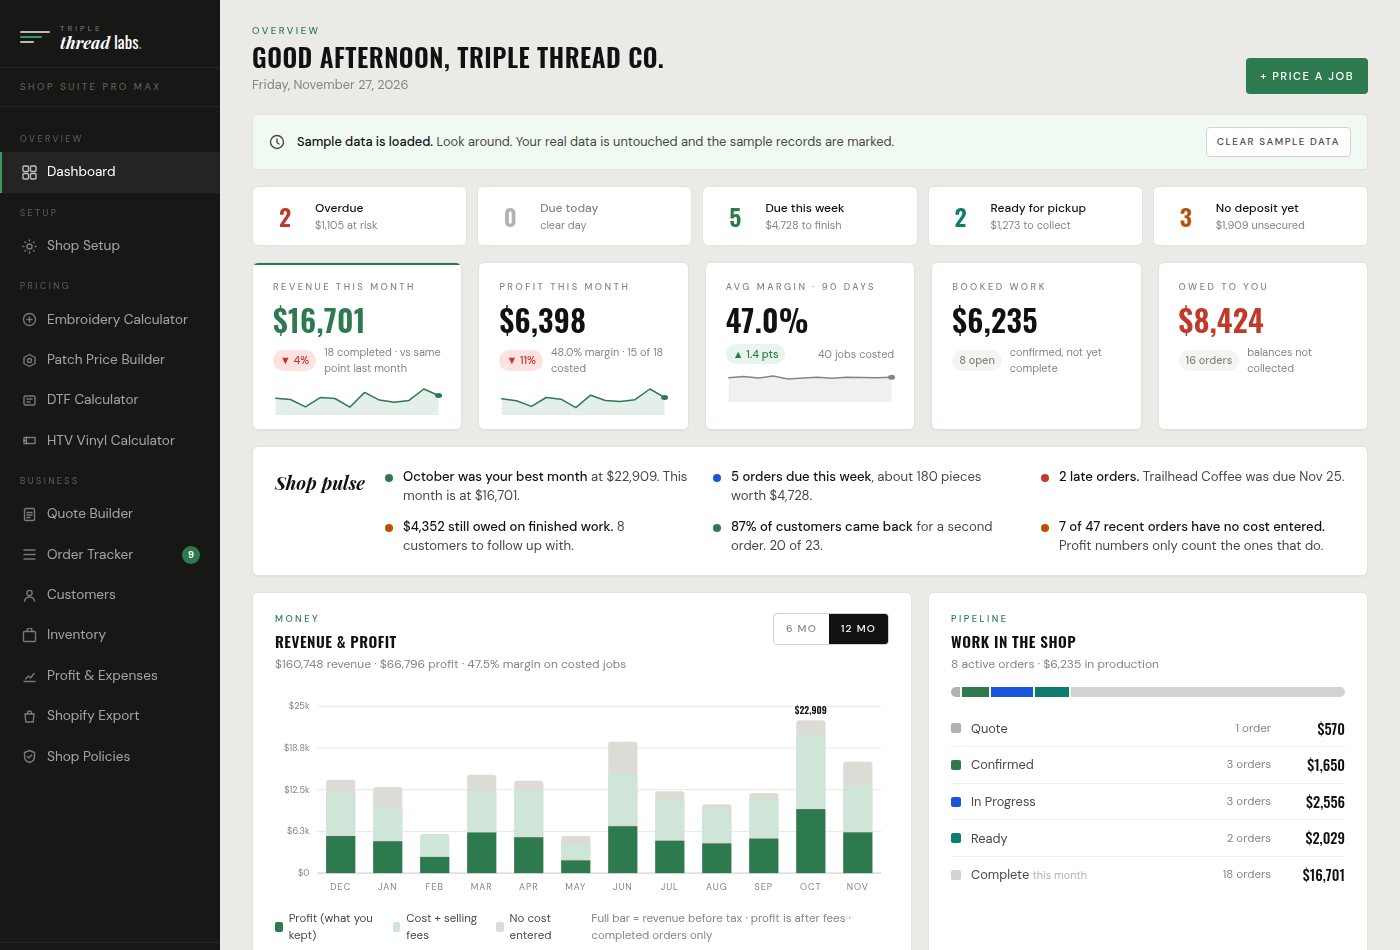 TRIPLE
thread labs.
SHOP SUITE PRO MAX
OVERVIEW
Dashboard
SETUP
Shop Setup
PRICING
Embroidery Calculator
Patch Price Builder
DTF Calculator
HTV Vinyl Calculator
BUSINESS
Quote Builder
Order Tracker 9
Customers
Inventory
Profit & Expenses
Shopify Export
Shop Policies
OVERVIEW
GOOD AFTERNOON, TRIPLE THREAD CO.
Friday, November 27, 2026
+ PRICE A JOB
Sample data is loaded. Look around. Your real data is untouched and the sample records are marked.
CLEAR SAMPLE DATA
2 Overdue
$1,105 at risk
0 Due today
clear day
5 Due this week
$4,728 to finish
2 Ready for pickup
$1,273 to collect
3 No deposit yet
$1,909 unsecured
REVENUE THIS MONTH
$16,701
▼ 4% 18 completed · vs same
point last month
PROFIT THIS MONTH
$6,398
▼ 11% 48.0% margin · 15 of 18
costed
AVG MARGIN · 90 DAYS
47.0%
▲ 1.4 pts 40 jobs costed
BOOKED WORK
$6,235
8 open confirmed, not yet
complete
OWED TO YOU
$8,424
16 orders balances not
collected
Shop pulse
October was your best month at $22,909. This
month is at $16,701.
5 orders due this week, about 180 pieces
worth $4,728.
2 late orders. Trailhead Coffee was due Nov 25.
$4,352 still owed on finished work. 8
customers to follow up with.
87% of customers came back for a second
order. 20 of 23.
7 of 47 recent orders have no cost entered.
Profit numbers only count the ones that do.
MONEY
REVENUE & PROFIT
$160,748 revenue · $66,796 profit · 47.5% margin on costed jobs
6 MO 12 MO
$25k
$18.8k
$12.5k
$6.3k
$0
$22,909
DEC JAN FEB MAR APR MAY JUN JUL AUG SEP OCT NOV
Profit (what you
kept)
Cost + selling
fees
No cost
entered
Full bar = revenue before tax · profit is after fees ·
completed orders only
PIPELINE
WORK IN THE SHOP
8 active orders · $6,235 in production
Quote 1 order $570
Confirmed 3 orders $1,650
In Progress 3 orders $2,556
Ready 2 orders $2,029
Complete this month 18 orders $16,701